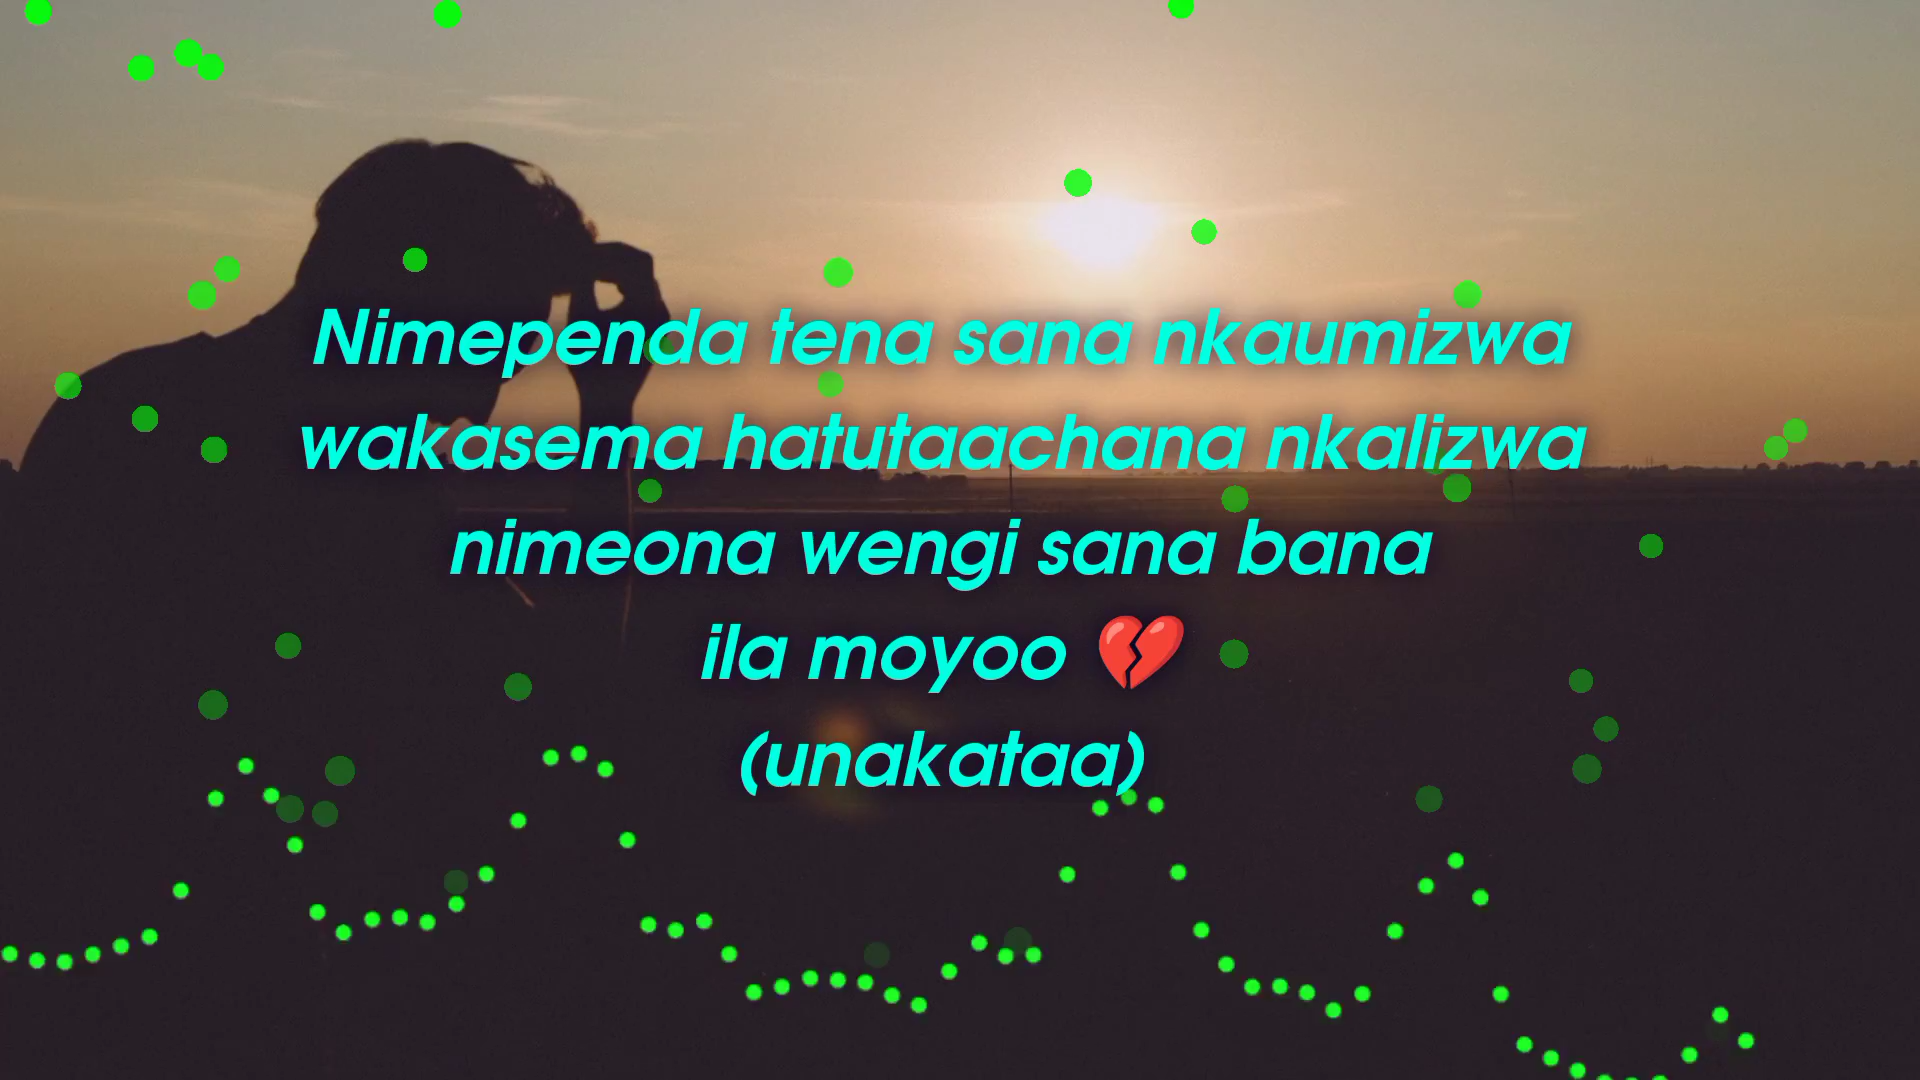 Nimependa tena sana nkaumizwa
wakasema hatutaachana nkalizwa
nimeona wengi sana bana
ila moyoo 💔
(unakataa)